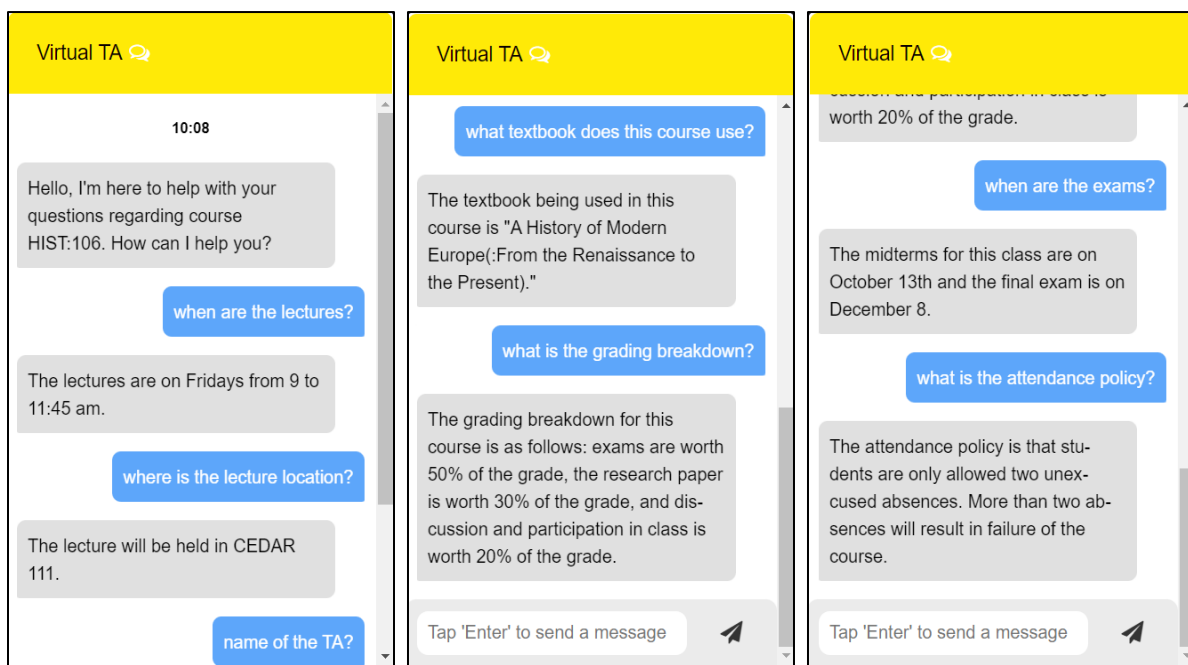 Virtual TA
10:08
Hello, I'm here to help with your
questions regarding course
HIST:106. How can I help you?
when are the lectures?
The lectures are on Fridays from 9 to
11:45 am.
where is the lecture location?
The lecture will be held in CEDAR
111.
name of the TA?
Virtual TA
what textbook does this course use?
The textbook being used in this
course is "A History of Modern
Europe(:From the Renaissance to
the Present)."
what is the grading breakdown?
The grading breakdown for this
course is as follows: exams are worth
50% of the grade, the research paper
is worth 30% of the grade, and dis-
cussion and participation in class is
worth 20% of the grade.
Tap 'Enter' to send a message
Virtual TA
cussion and participation in class is
worth 20% of the grade.
when are the exams?
The midterms for this class are on
October 13th and the final exam is on
December 8.
what is the attendance policy?
The attendance policy is that stu-
dents are only allowed two unex-
cused absences. More than two ab-
sences will result in failure of the
course.
Tap 'Enter' to send a message